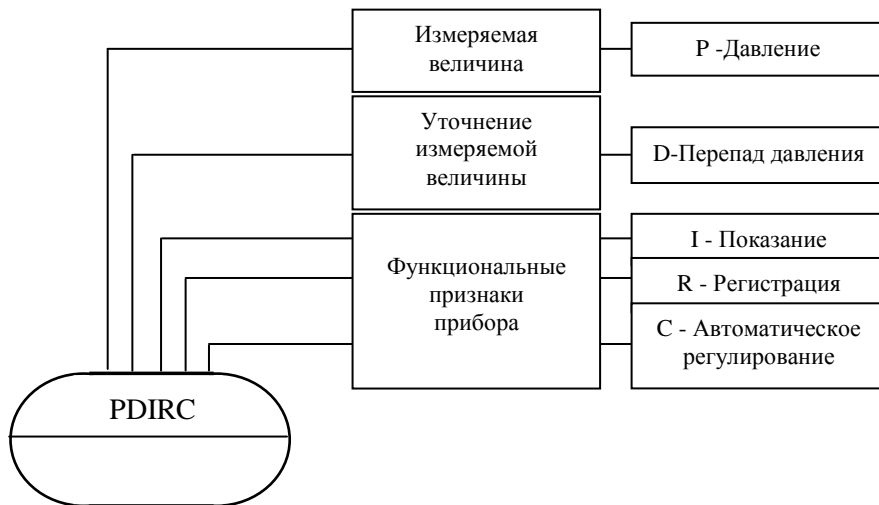 Измеряемая
величина
P -Давление
Уточнение
измеряемой
величины
D-Перепад давления
Функциональные
признаки
прибора
I - Показание
R - Регистрация
C - Автоматическое
регулирование
PDIRC